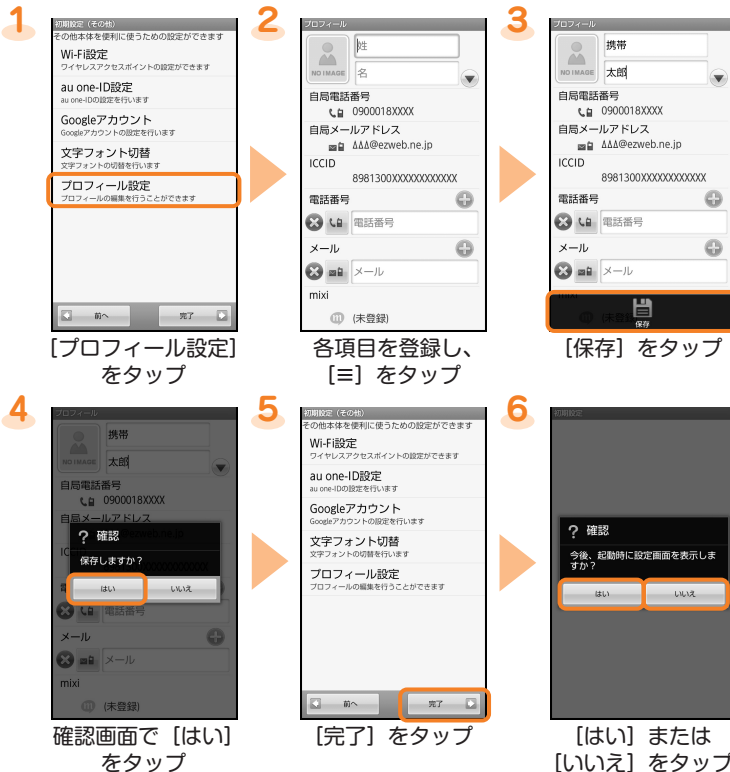 1
初期設定（その他）
その他本体を便利に使うための設定ができます
Wi-Fi設定
ワイヤレスアクセスポイントの設定ができます
au one-ID設定
au one-IDの設定を行います
Googleアカウント
Googleアカウントの設定を行います
文字フォント切替
文字フォントの切替を行います
プロフィール設定
プロフィールの編集を行うことができます
前へ 完了
［プロフィール設定］
をタップ
2
プロフィール
姓
NO IMAGE
名
自局電話番号
0900018XXXX
自局メールアドレス
ΔΔΔ@ezweb.ne.jp
ICCID
8981300XXXXXXXXXXXX
電話番号
電話番号
メール
メール
mixi
(未登録)
各項目を登録し、
［≡］をタップ
3
プロフィール
携帯
NO IMAGE
太郎
自局電話番号
0900018XXXX
自局メールアドレス
ΔΔΔ@ezweb.ne.jp
ICCID
8981300XXXXXXXXXXXX
電話番号
電話番号
メール
メール
mixi
保存
［保存］をタップ
4
プロフィール
携帯
NO IMAGE
太郎
自局電話番号
0900018XXXX
自局メールアドレス
? 確認
保存しますか？
はい いいえ
電話番号
メール
メール
mixi
(未登録)
確認画面で［はい］
をタップ
5
初期設定（その他）
その他本体を便利に使うための設定ができます
Wi-Fi設定
ワイヤレスアクセスポイントの設定ができます
au one-ID設定
au one-IDの設定を行います
Googleアカウント
Googleアカウントの設定を行います
文字フォント切替
文字フォントの切替を行います
プロフィール設定
プロフィールの編集を行うことができます
前へ 完了
［完了］をタップ
6
初期設定
? 確認
今後、起動時に設定画面を表示しま
すか？
はい いいえ
［はい］または
［いいえ］をタップ